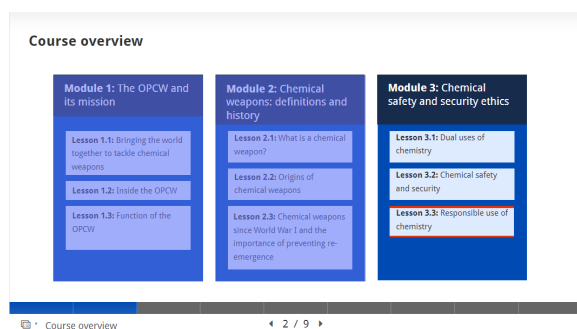 Course overview
Module 1: The OPCW and
its mission
Lesson 1.1: Bringing the world
together to tackle chemical
weapons
Lesson 1.2: Inside the OPCW
Lesson 1.3: Function of the
OPCW
Module 2: Chemical
weapons: definitions and
history
Lesson 2.1: What is a chemical
weapon?
Lesson 2.2: Origins of
chemical weapons
Lesson 2.3: Chemical weapons
since World War I and the
importance of preventing re-
emergence
Module 3: Chemical
safety and security ethics
Lesson 3.1: Dual uses of
chemistry
Lesson 3.2: Chemical safety
and security
Lesson 3.3: Responsible use of
chemistry
Course overview
2 / 9